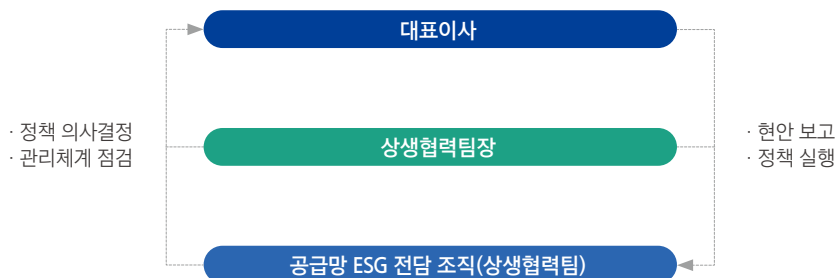 대표이사
· 정책 의사결정
· 관리체계 점검
상생협력팀장
· 현안 보고
· 정책 실행
공급망 ESG 전담 조직(상생협력팀)